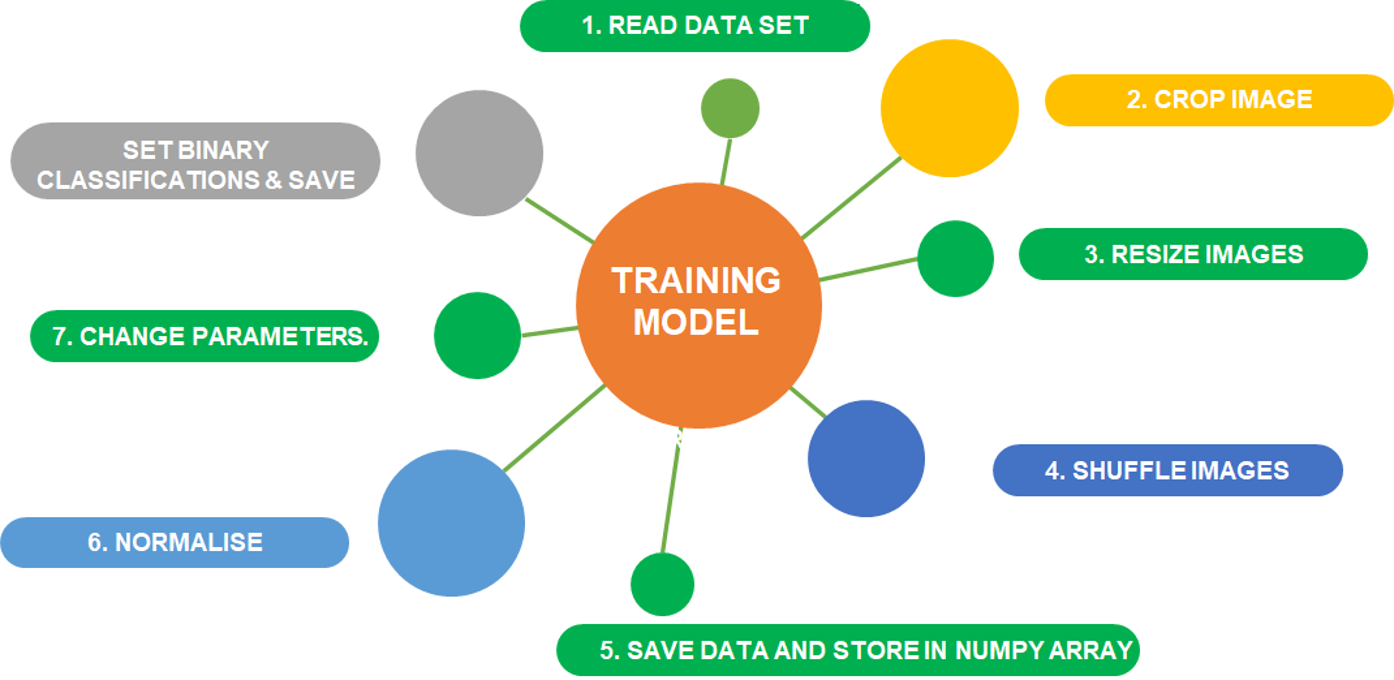 1. READ DATA SET
2. CROP IMAGE
3. RESIZE IMAGES
4. SHUFFLE IMAGES
5. SAVE DATA AND STORE IN NUMPY ARRAY
6. NORMALISE
7. CHANGE PARAMETERS.
SET BINARY
CLASSIFICATIONS & SAVE
TRAINING
MODEL